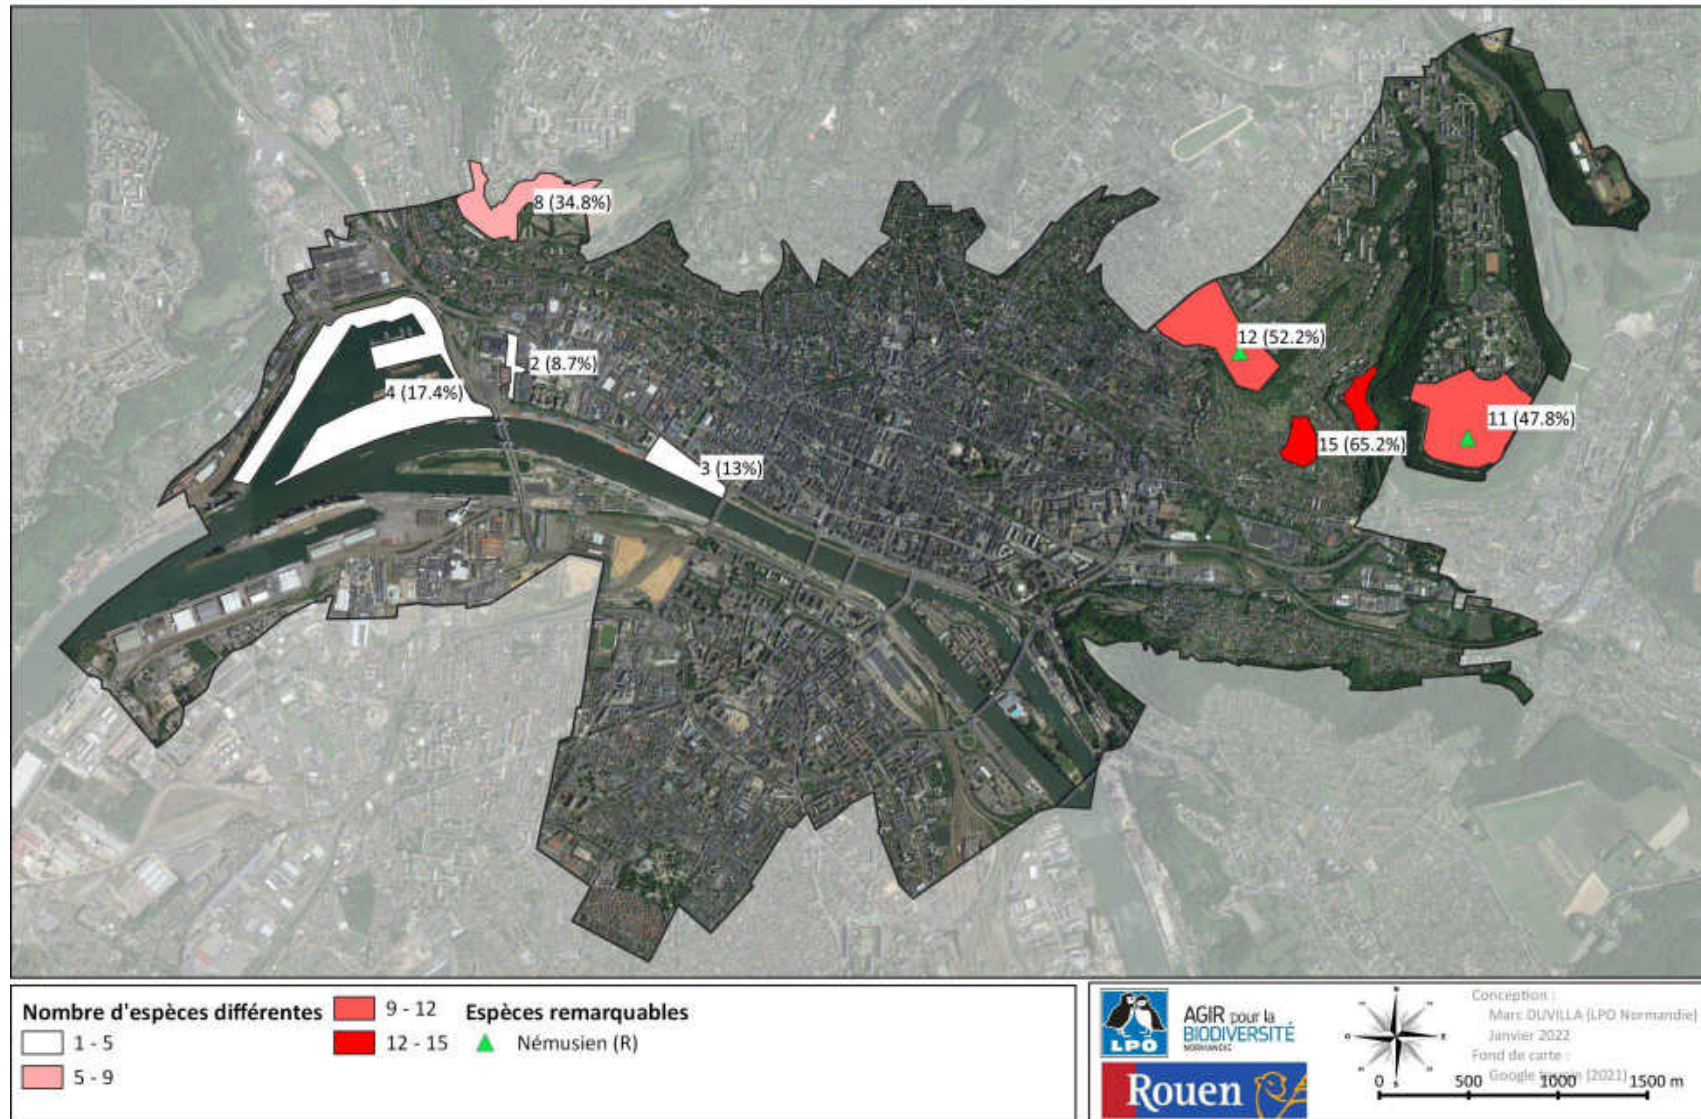 8 (34.8%)
12 (52.2%)
2 (8.7%)
4 (17.4%)
11 (47.8%)
15 (65.2%)
3 (13%)
Nombre d'espèces différentes
1 - 5
5 - 9
9 - 12
12 - 15
Espèces remarquables
Némusien (R)
LPO
AGIR pour la
BIODIVERSITÉ
NORMANDIE
Rouen
N
O
E
S
Conception :
Marc DUVILLA (LPO Normandie)
Janvier 2022
Fond de carte :
Google terrain (2021)
0 500 1000 1500 m